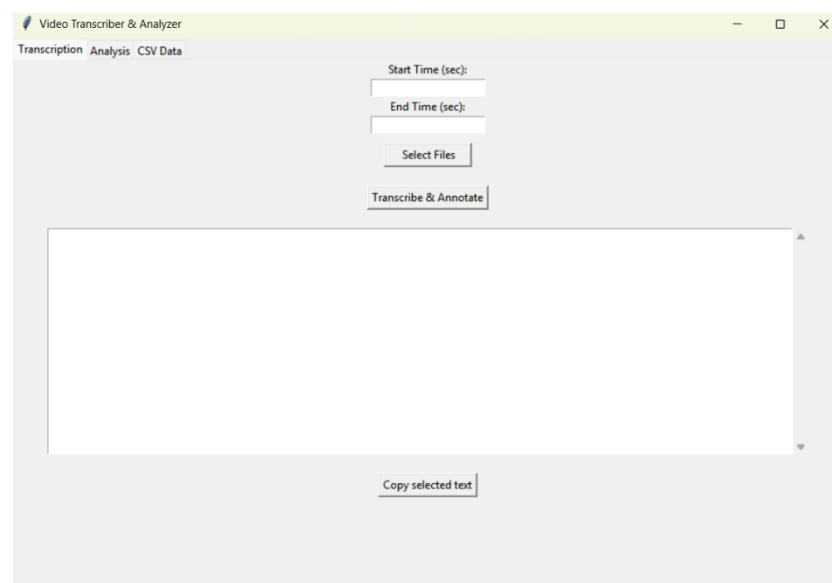 Video Transcriber & Analyzer
Transcription Analysis CSV Data
Start Time (sec):
End Time (sec):
Select Files
Transcribe & Annotate
Copy selected text